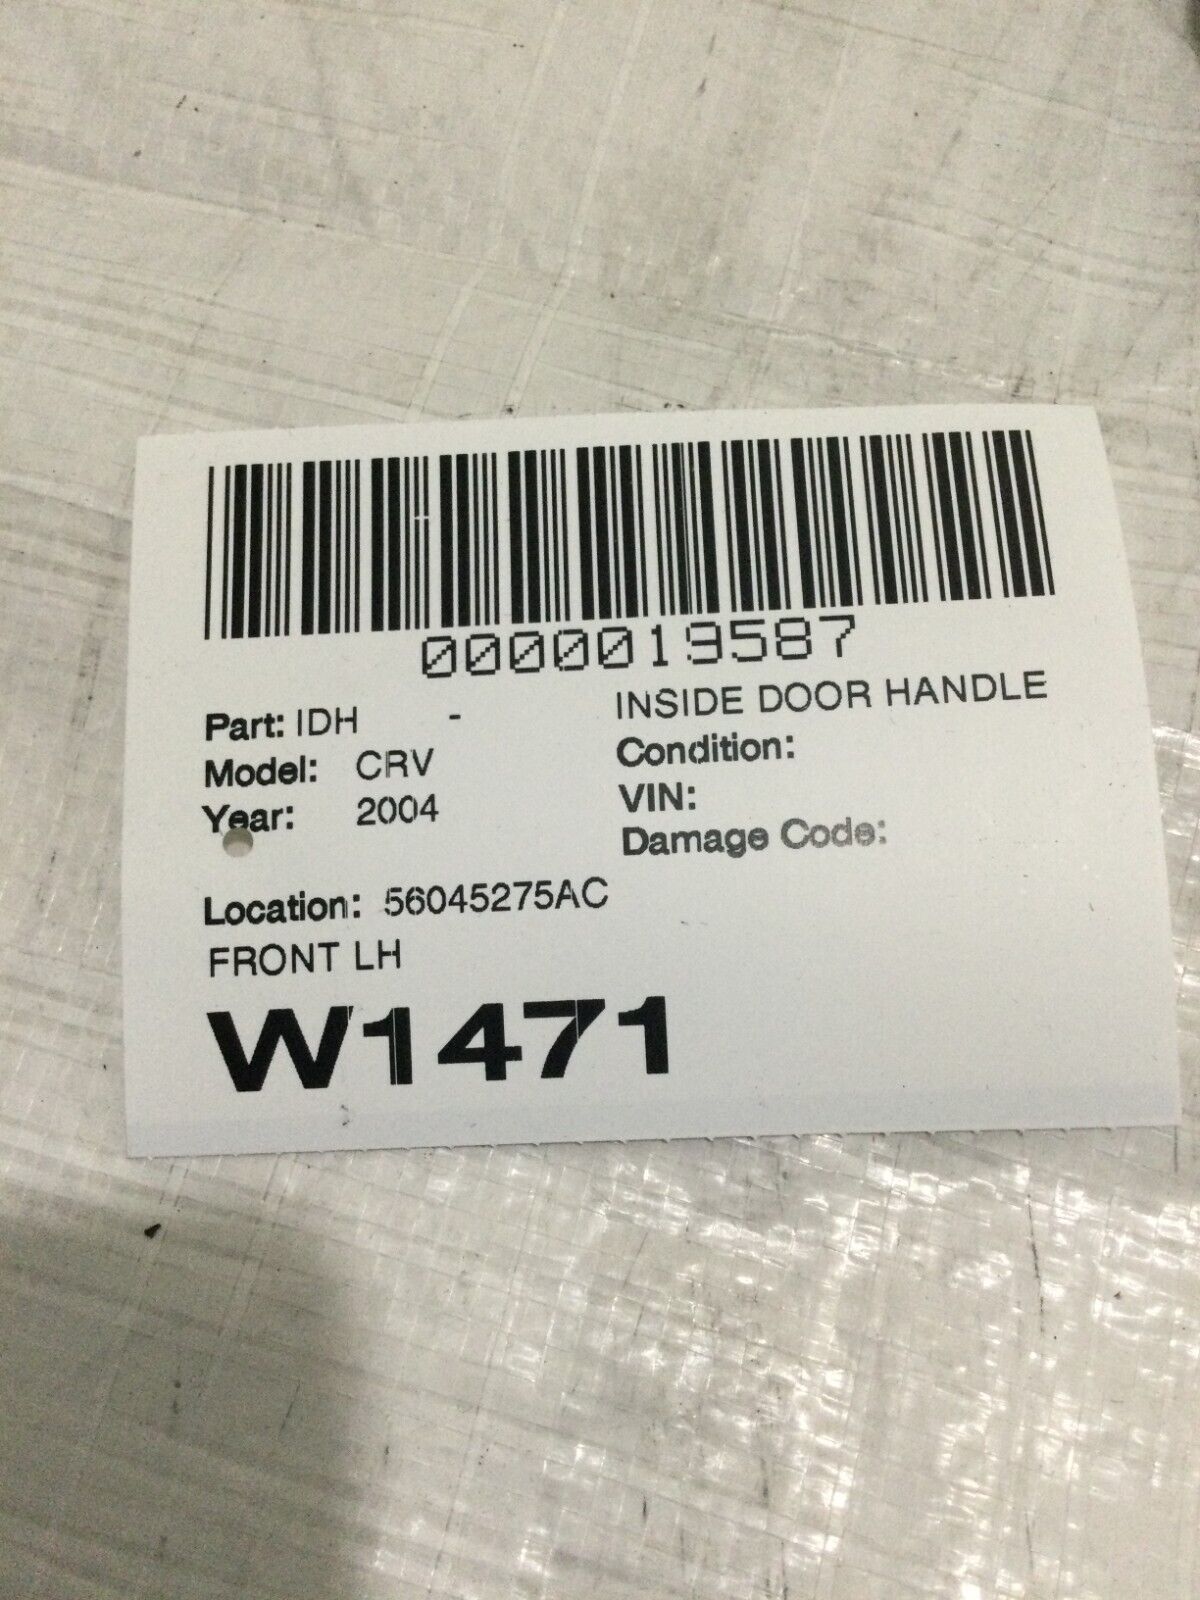 0000019587
Part: IDH - INSIDE DOOR HANDLE
Model: CRV Condition:
Year: 2004 VIN:
Damage Code:
Location: 56045275AC
FRONT LH
W1471